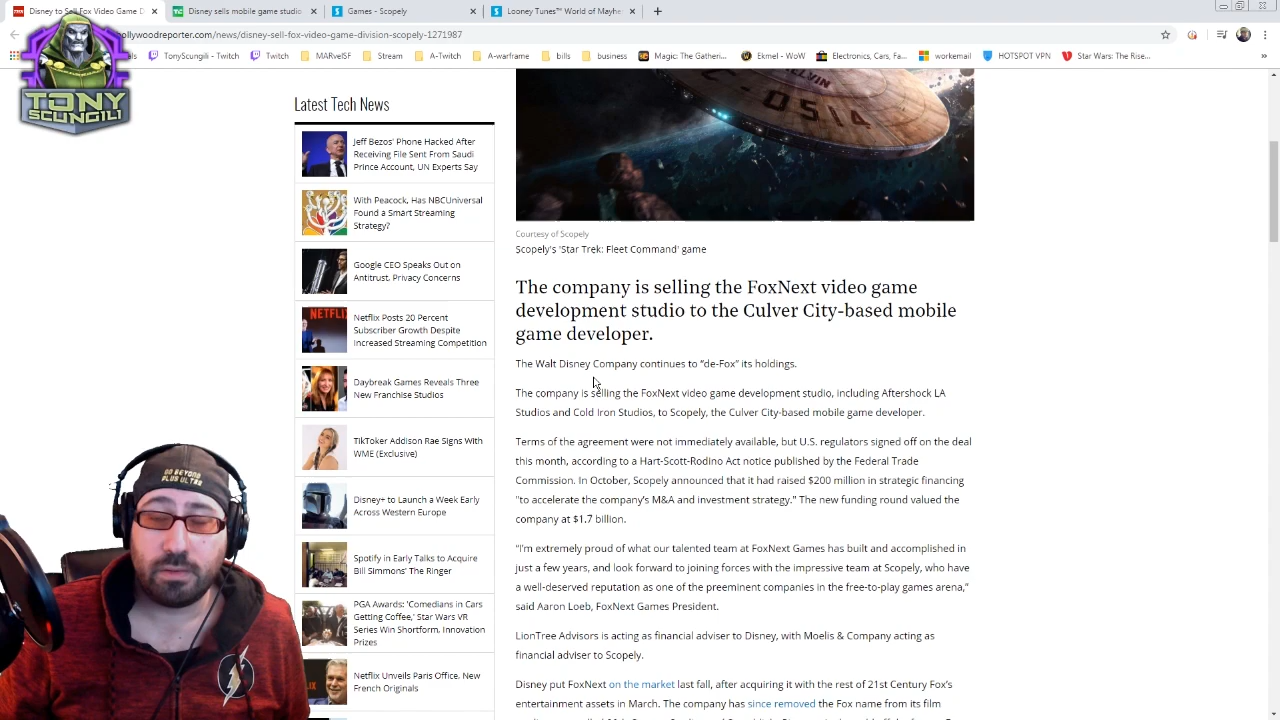 Disney to Sell Fox Video Game D
Disney sells mobile game studio
Games - Scopely
Looney Tunes™ World of Mayhe
ollywoodreporter.com/news/disney-sell-fox-video-game-division-scopely-1271987
TonyScungili - Twitch
Twitch
MARvelSF
Stream
A-Twitch
A-warframe
bills
business
Magic: The Gatheri...
Ekmel - WoW
Electronics, Cars, Fa...
workemail
HOTSPOT VPN
Star Wars: The Rise...
TONY
SCUNGILI
Latest Tech News
Jeff Bezos' Phone Hacked After
Receiving File Sent From Saudi
Prince Account, UN Experts Say
With Peacock, Has NBCUniversal
Found a Smart Streaming
Strategy?
Google CEO Speaks Out on
Antitrust, Privacy Concerns
NETFLIX
Netflix Posts 20 Percent
Subscriber Growth Despite
Increased Streaming Competition
Daybreak Games Reveals Three
New Franchise Studios
TikToker Addison Rae Signs With
WME (Exclusive)
Disney+ to Launch a Week Early
Across Western Europe
Spotify in Early Talks to Acquire
Bill Simmons' The Ringer
PGA Awards: 'Comedians in Cars
Getting Coffee,' Star Wars VR
Series Win Shortform, Innovation
Prizes
Netflix Unveils Paris Office, New
French Originals
0514
Courtesy of Scopely
Scopely's 'Star Trek: Fleet Command' game
The company is selling the FoxNext video game
development studio to the Culver City-based mobile
game developer.
The Walt Disney Company continues to "de-Fox" its holdings.
The company is selling the FoxNext video game development studio, including Aftershock LA
Studios and Cold Iron Studios, to Scopely, the Culver City-based mobile game developer.
Terms of the agreement were not immediately available, but U.S. regulators signed off on the deal
this month, according to a Hart-Scott-Rodino Act notice published by the Federal Trade
Commission. In October, Scopely announced that it had raised $200 million in strategic financing
"to accelerate the company's M&A and investment strategy." The new funding round valued the
company at $1.7 billion.
"I'm extremely proud of what our talented team at FoxNext Games has built and accomplished in
just a few years, and look forward to joining forces with the impressive team at Scopely, who have
a well-deserved reputation as one of the preeminent companies in the free-to-play games arena,"
said Aaron Loeb, FoxNext Games President.
LionTree Advisors is acting as financial adviser to Disney, with Moelis & Company acting as
financial adviser to Scopely.
Disney put FoxNext on the market last fall, after acquiring it with the rest of 21st Century Fox's
entertainment assets in March. The company has since removed the Fox name from its film
GO BEYOND
PLUS ULTRA